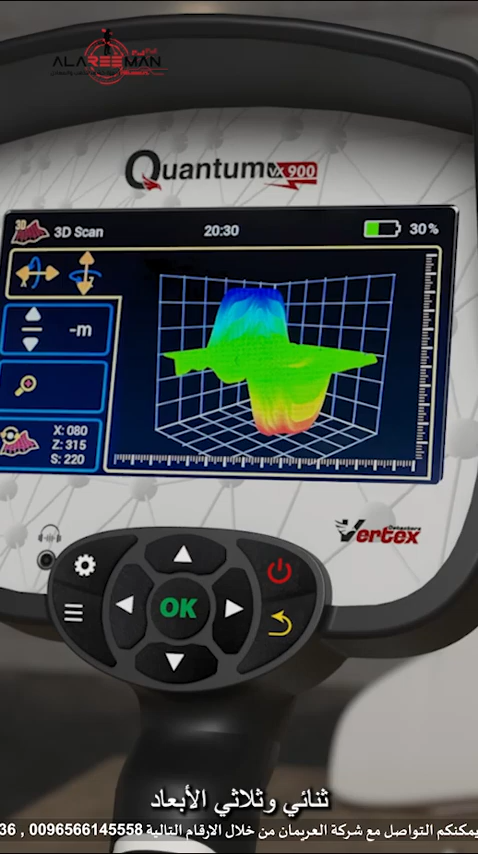 ALAREEMAN
Quantum VX 900
3D
3D Scan
20:30
30%
-m
X: 080
Z: 315
S: 220
Detectors
Vertex
OK
ثنائي وثلاثي الأبعاد
يمكنكم التواصل مع شركة العريمان من خلال الارقام التالية 0096566145558 , 36